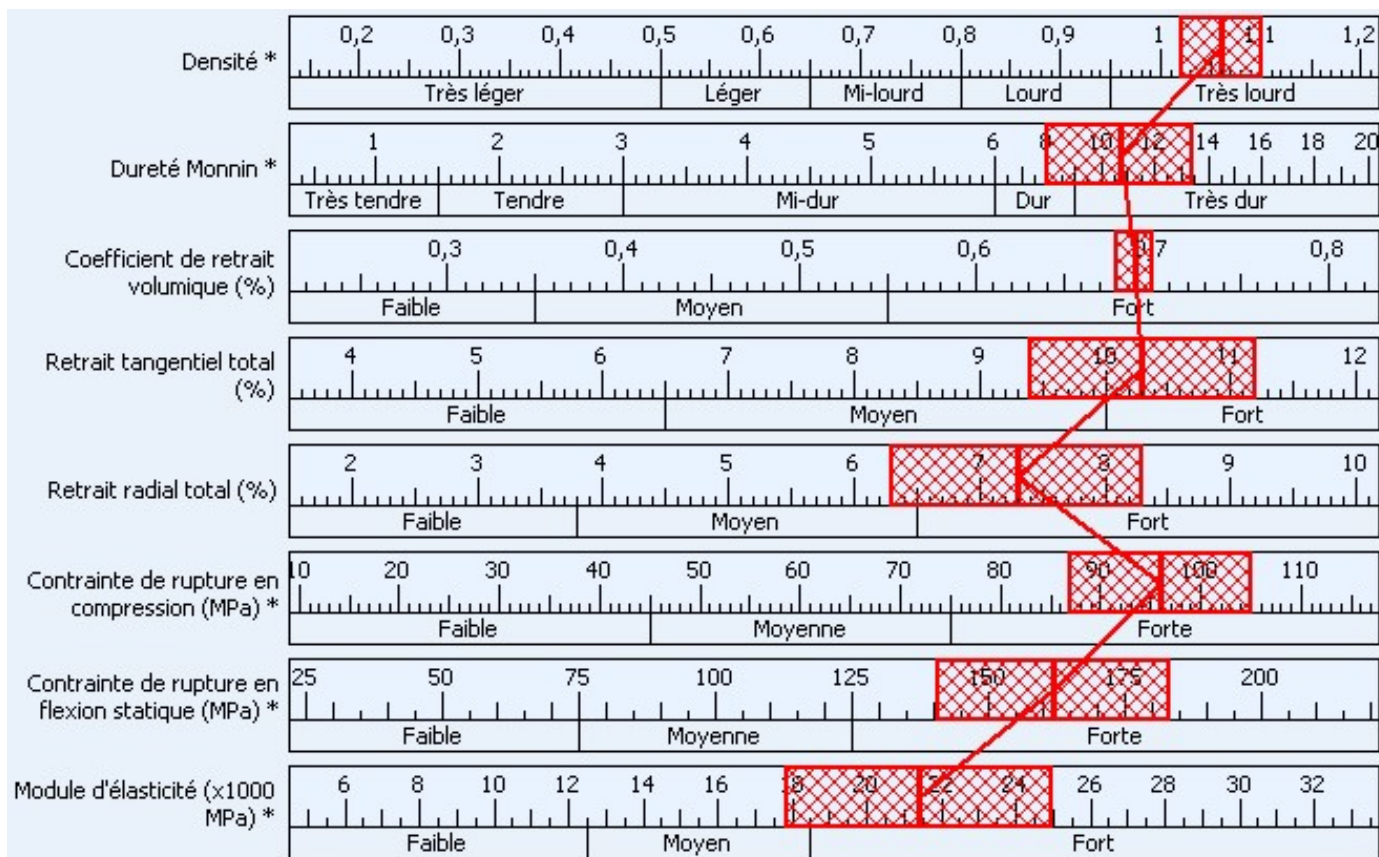 Densité *
0,2 0,3 0,4 0,5 0,6 0,7 0,8 0,9 1 1,1 1,2
Très léger Léger Mi-lourd Lourd Très lourd
Dureté Monnin *
1 2 3 4 5 6 8 10 12 14 16 18 20
Très tendre Tendre Mi-dur Dur Très dur
Coefficient de retrait
volumique (%)
0,3 0,4 0,5 0,6 0,7 0,8
Faible Moyen Fort
Retrait tangentiel total
(%)
4 5 6 7 8 9 10 11 12
Faible Moyen Fort
Retrait radial total (%)
2 3 4 5 6 7 8 9 10
Faible Moyen Fort
Contrainte de rupture en
compression (MPa) *
10 20 30 40 50 60 70 80 90 100 110
Faible Moyenne Forte
Contrainte de rupture en
flexion statique (MPa) *
25 50 75 100 125 150 175 200
Faible Moyenne Forte
Module d'élasticité (x1000
MPa) *
6 8 10 12 14 16 18 20 22 24 26 28 30 32
Faible Moyen Fort